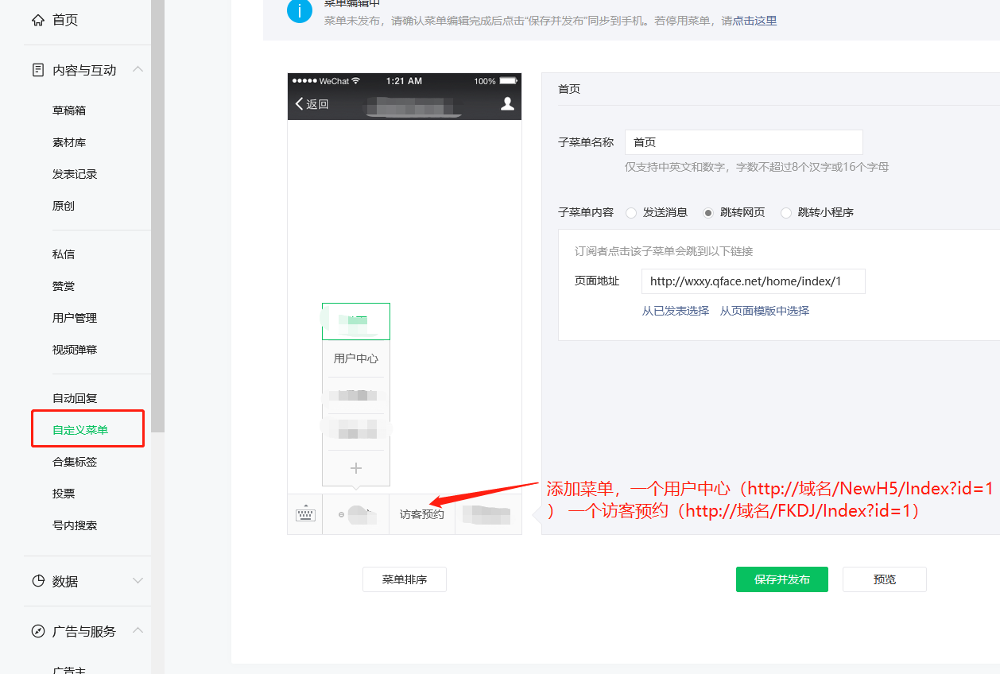 首页
内容与互动
草稿箱
素材库
发表记录
原创
私信
赞赏
用户管理
视频弹幕
自动回复
自定义菜单
合集标签
投票
号内搜索
数据
广告与服务
广告主
菜单编辑中
菜单未发布，请确认菜单编辑完成后点击“保存并发布”同步到手机。若停用菜单，请点击这里
WeChat 1:21 AM 100%
返回
用户中心
访客预约
菜单排序
首页
子菜单名称 首页
仅支持中英文和数字，字数不超过8个汉字或16个字母
子菜单内容 发送消息 跳转网页 跳转小程序
订阅者点击该子菜单会跳到以下链接
页面地址 http://wxxy.qface.net/home/index/1
从已发表选择 从页面模版中选择
添加菜单，一个用户中心（http://域名/NewH5/Index?id=1
） 一个访客预约（http://域名/FKDJ/Index?id=1）
保存并发布 预览